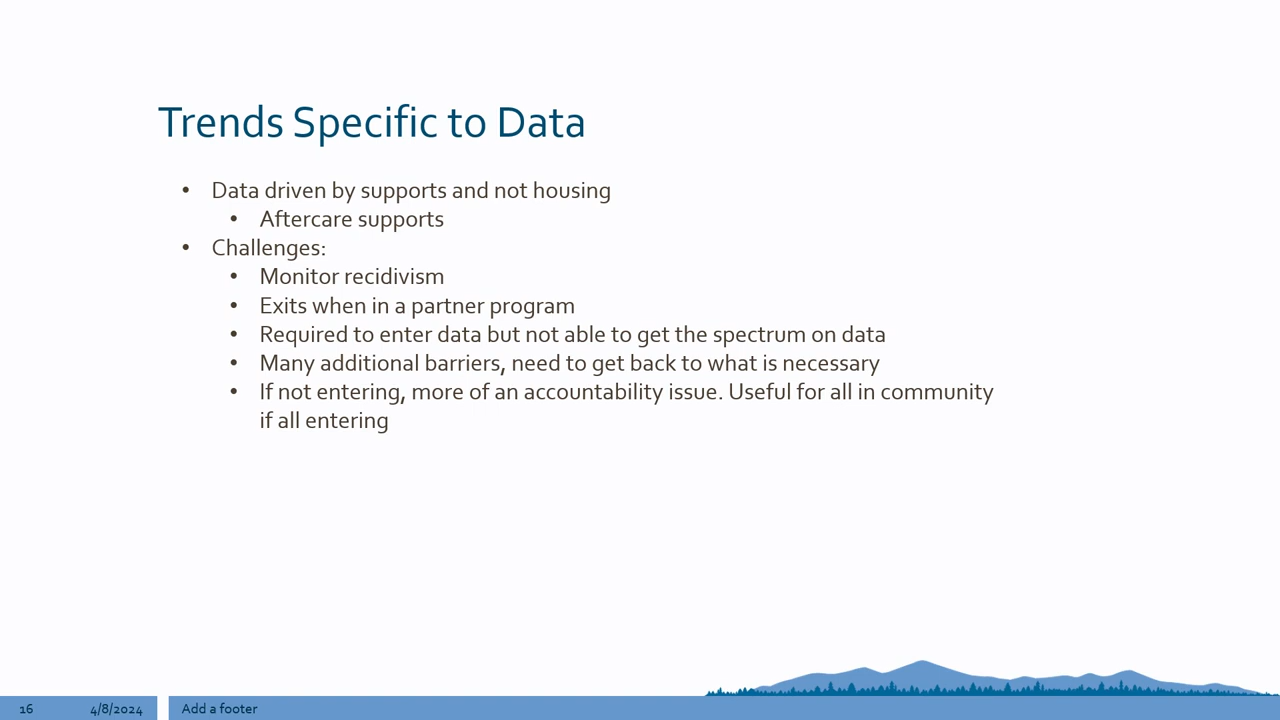 Trends Specific to Data
• Data driven by supports and not housing
• Aftercare supports
• Challenges:
• Monitor recidivism
• Exits when in a partner program
• Required to enter data but not able to get the spectrum on data
• Many additional barriers, need to get back to what is necessary
• If not entering, more of an accountability issue. Useful for all in community
if all entering
16 4/8/2024 Add a footer